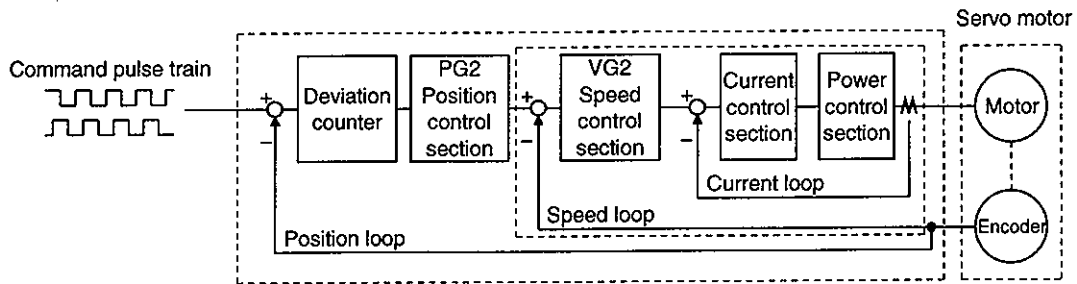 Servo motor
Command pulse train
+
−
Deviation
counter
PG2
Position
control
section
+
−
VG2
Speed
control
section
+
−
Current
control
section
Power
control
section
Motor
Current loop
Speed loop
Position loop
Encoder